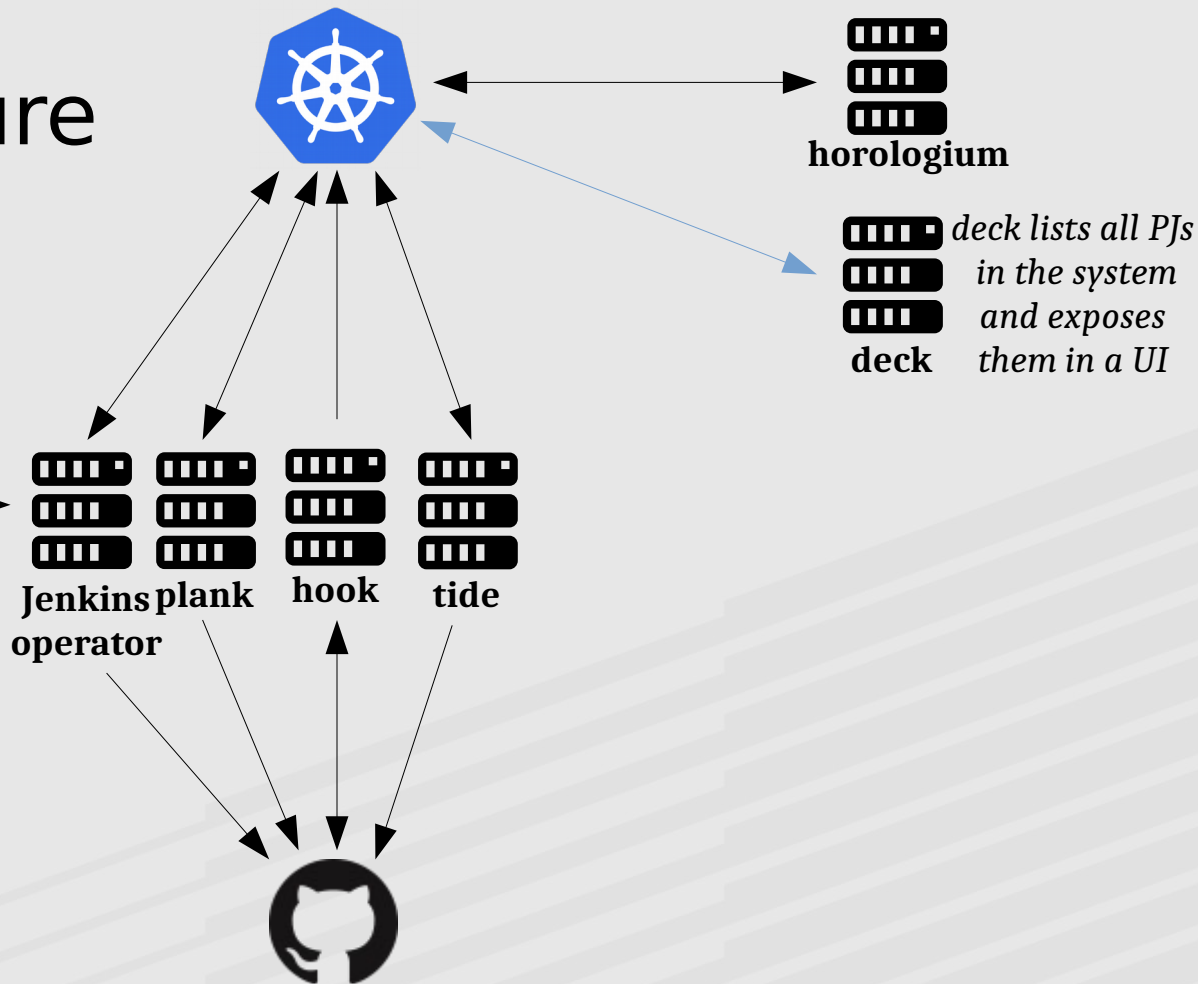 ure
horologium
deck lists all PJs
in the system
and exposes
them in a UI
deck
Jenkins
operator
plank
hook
tide